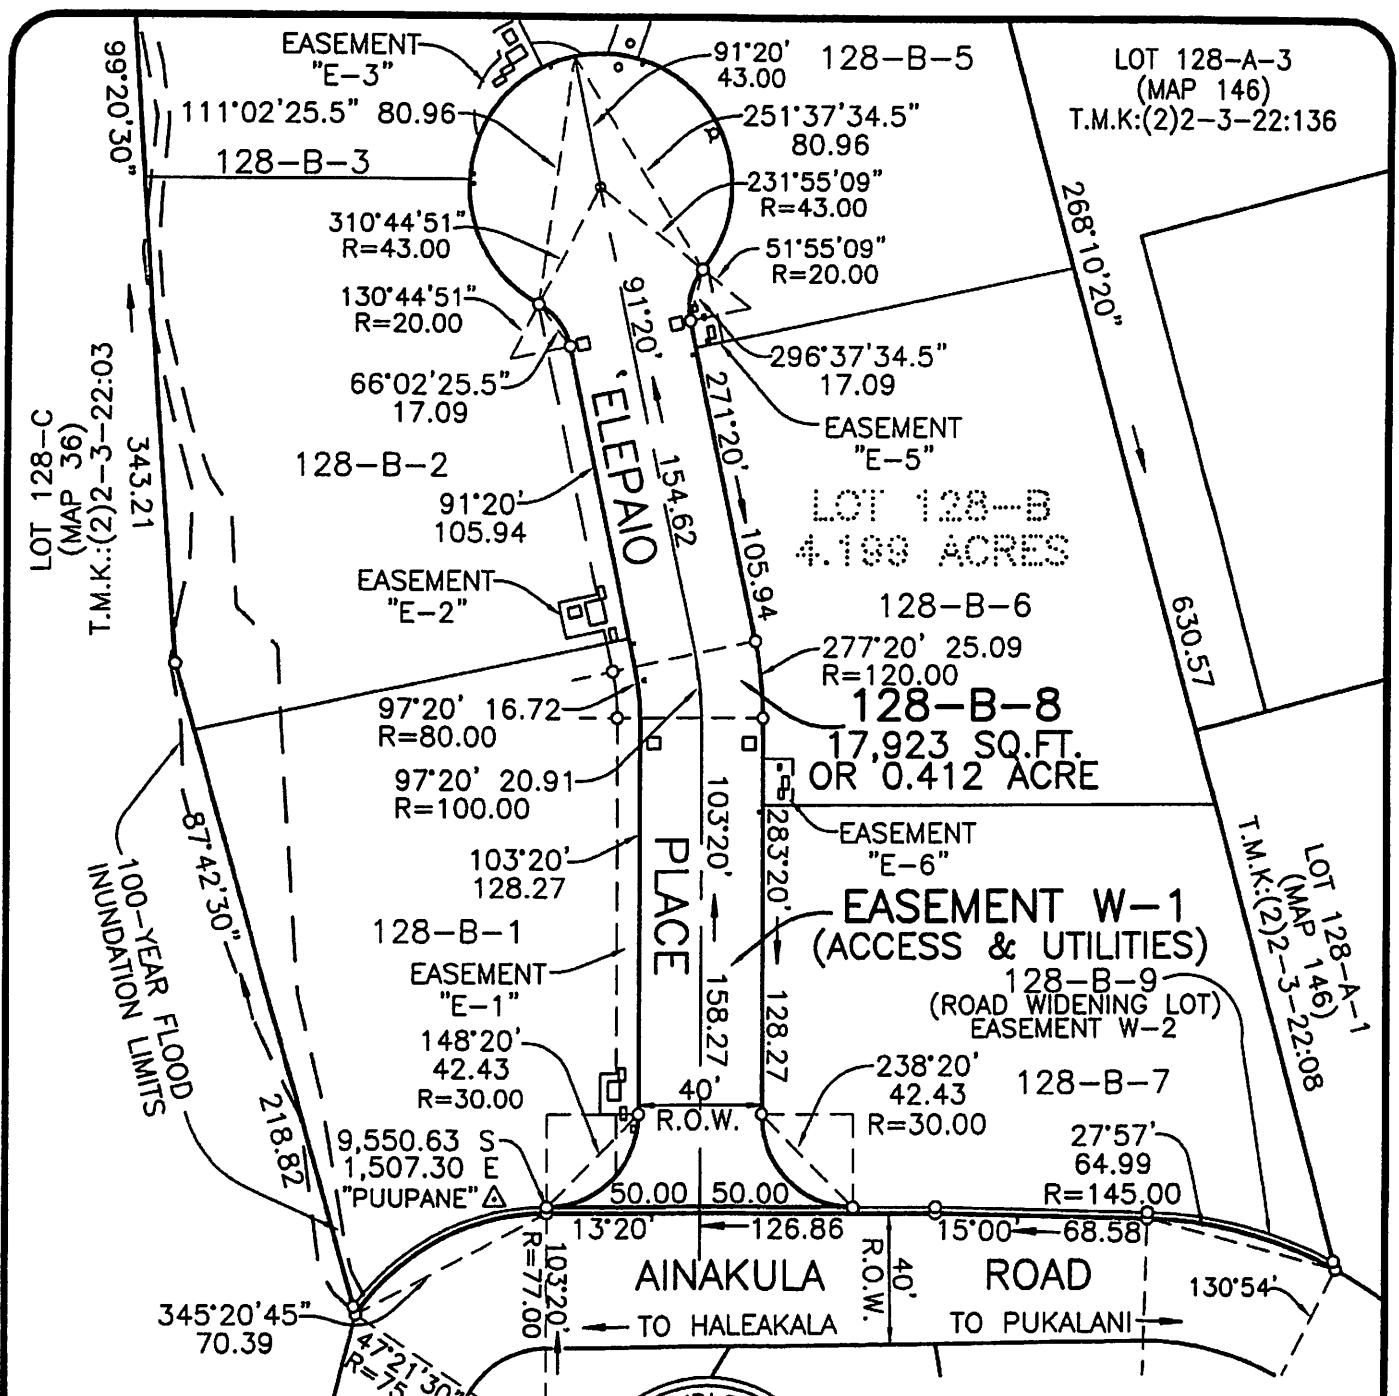 EASEMENT
"E-3"
91°20'
43.00
128-B-5
LOT 128-A-3
(MAP 146)
T.M.K:(2)2-3-22:136
99°20'30"
111°02'25.5" 80.96
251°37'34.5"
80.96
128-B-3
231°55'09"
R=43.00
310°44'51"
R=43.00
51°55'09"
R=20.00
268°10'20"
130°44'51"
R=20.00
91°20'
296°37'34.5"
17.09
66°02'25.5"
17.09
271°20'
105.94
EASEMENT
"E-5"
LOT 128-C
(MAP 36)
T.M.K.:(2)2-3-22:03
343.21
128-B-2
'ELEPAIO
154.62
91°20'
105.94
LOT 128-B
4.199 ACRES
EASEMENT
"E-2"
128-B-6
630.57
277°20' 25.09
R=120.00
97°20' 16.72
R=80.00
128-B-8
17,923 SQ.FT.
OR 0.412 ACRE
97°20' 20.91
R=100.00
103°20'
283°20'
EASEMENT
"E-6"
103°20'
128.27
PLACE
87°42'30"
100-YEAR FLOOD
INUNDATION LIMITS
LOT 128-A-1
(MAP 146)
T.M.K.:(2)2-3-22:08
EASEMENT W-1
(ACCESS & UTILITIES)
128-B-1
EASEMENT
"E-1"
158.27
128.27
128-B-9
(ROAD WIDENING LOT)
EASEMENT W-2
148°20'
42.43
R=30.00
238°20'
42.43
R=30.00
128-B-7
40'
R.O.W.
218.82
9,550.63 S
1,507.30 E
"PUUPANE"
27°57'
64.99
R=145.00
50.00 50.00
13°20' 126.86
15°00' 68.58
R=77.00
103°20'
AINAKULA ROAD
40'
R.O.W.
130°54'
345°20'45"
70.39
TO HALEAKALA
TO PUKALANI
47°21'30"
R=75